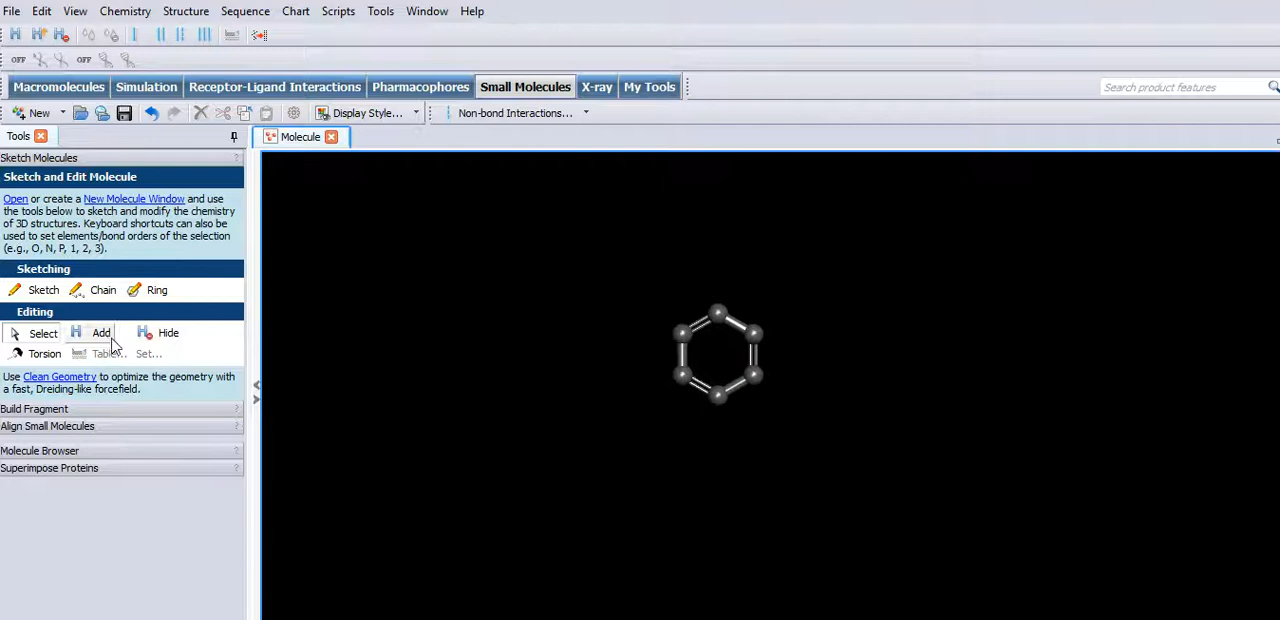 File Edit View Chemistry Structure Sequence Chart Scripts Tools Window Help
H H H
OFF OFF
Macromolecules Simulation Receptor-Ligand Interactions Pharmacophores Small Molecules X-ray My Tools Search product features
New Display Style... Non-bond Interactions...
Tools Molecule
Sketch Molecules ?
Sketch and Edit Molecule
Open or create a New Molecule Window and use
the tools below to sketch and modify the chemistry
of 3D structures. Keyboard shortcuts can also be
used to set elements/bond orders of the selection
(e.g., O, N, P, 1, 2, 3).
Sketching
Sketch Chain Ring
Editing
Select H Add H Hide
Torsion Table... Set...
Use Clean Geometry to optimize the geometry with
a fast, Dreiding-like forcefield.
Build Fragment ?
Align Small Molecules ?
Molecule Browser ?
Superimpose Proteins ?